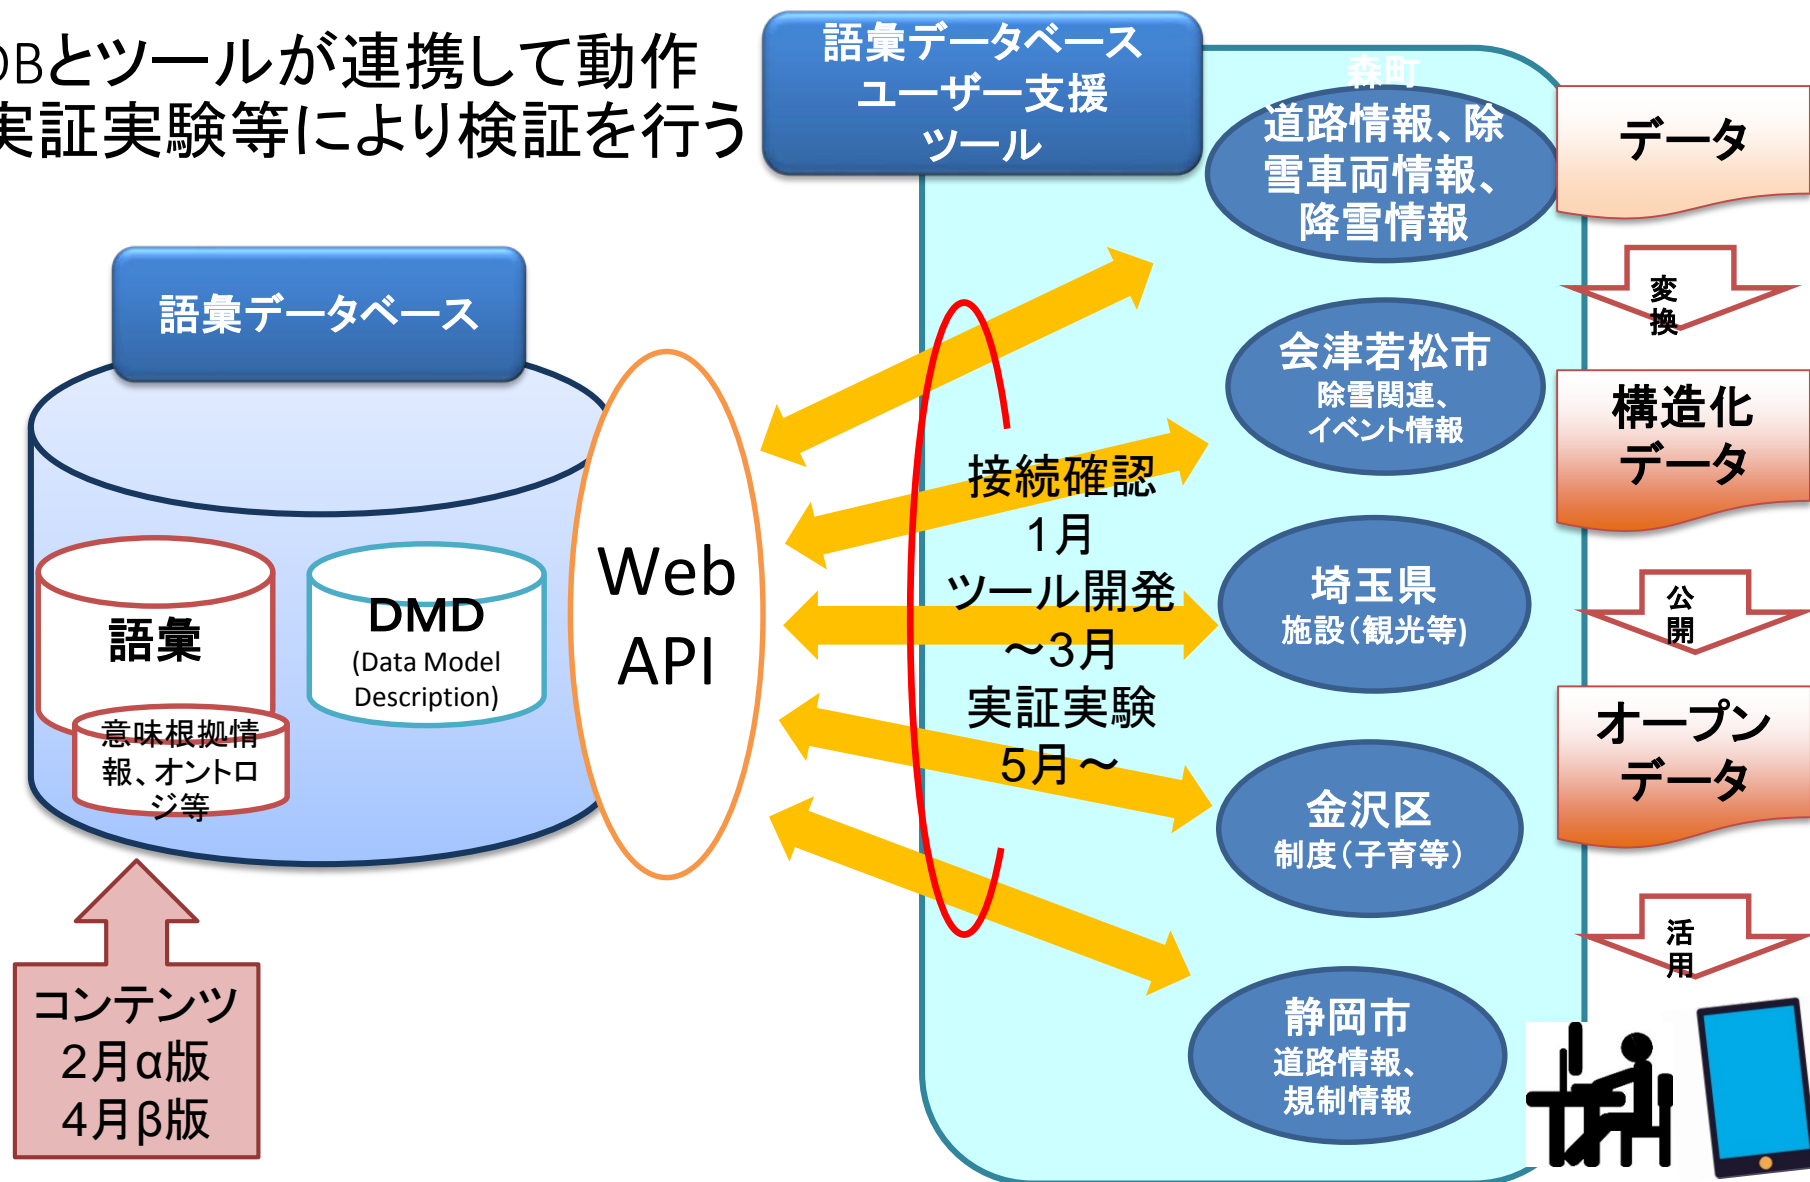 DBとツールが連携して動作
実証実験等により検証を行う
語彙データベース
ユーザー支援
ツール
語彙データベース
語彙
意味根拠情
報、オントロ
ジ等
DMD
(Data Model
Description)
Web
API
コンテンツ
2月α版
4月β版
接続確認
1月
ツール開発
～3月
実証実験
5月～
森町
道路情報、除
雪車両情報、
降雪情報
会津若松市
除雪関連、
イベント情報
埼玉県
施設（観光等)
金沢区
制度（子育等）
静岡市
道路情報、
規制情報
データ
変
換
構造化
データ
公
開
オープン
データ
活
用